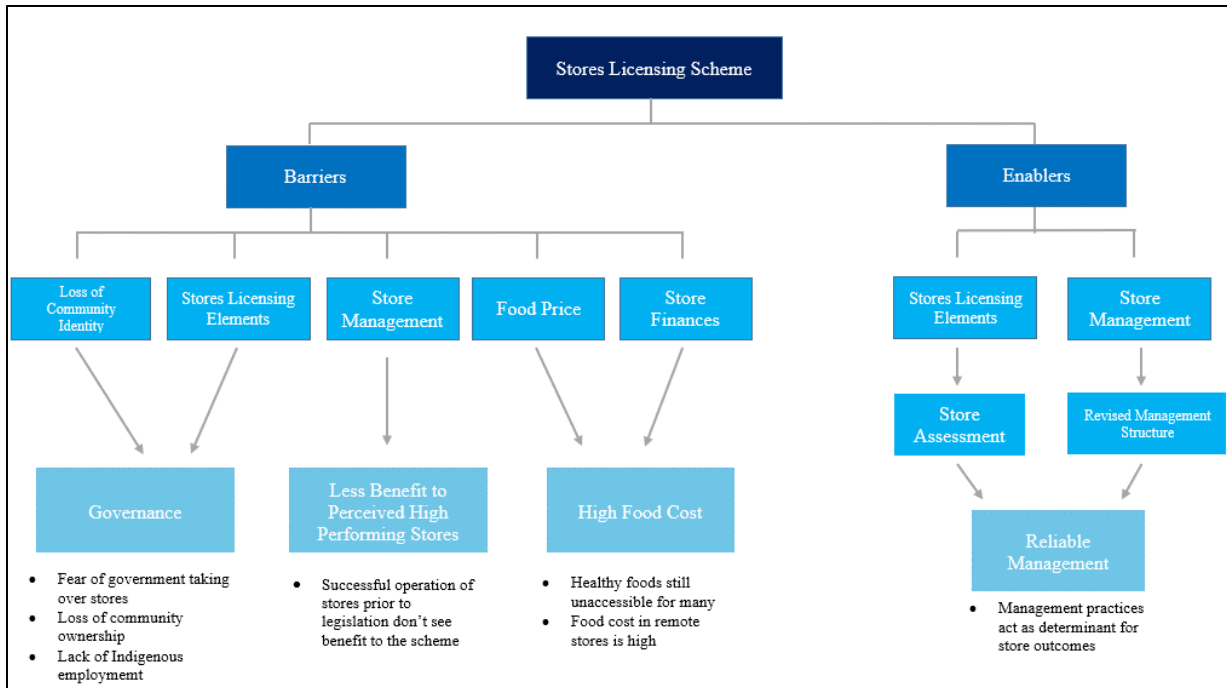 Stores Licensing Scheme
Barriers
Enablers
Loss of
Community
Identity
Stores Licensing
Elements
Store
Management
Food Price
Store
Finances
Stores Licensing
Elements
Store
Management
Store
Assessment
Revised Management
Structure
Governance
Less Benefit to
Perceived High
Performing Stores
High Food Cost
Reliable
Management
• Fear of government taking
over stores
• Loss of community
ownership
• Lack of Indigenous
employmemt
• Successful operation of
stores prior to
legislation don't see
benefit to the scheme
• Healthy foods still
unaccessible for many
• Food cost in remote
stores is high
• Management practices
act as determinant for
store outcomes